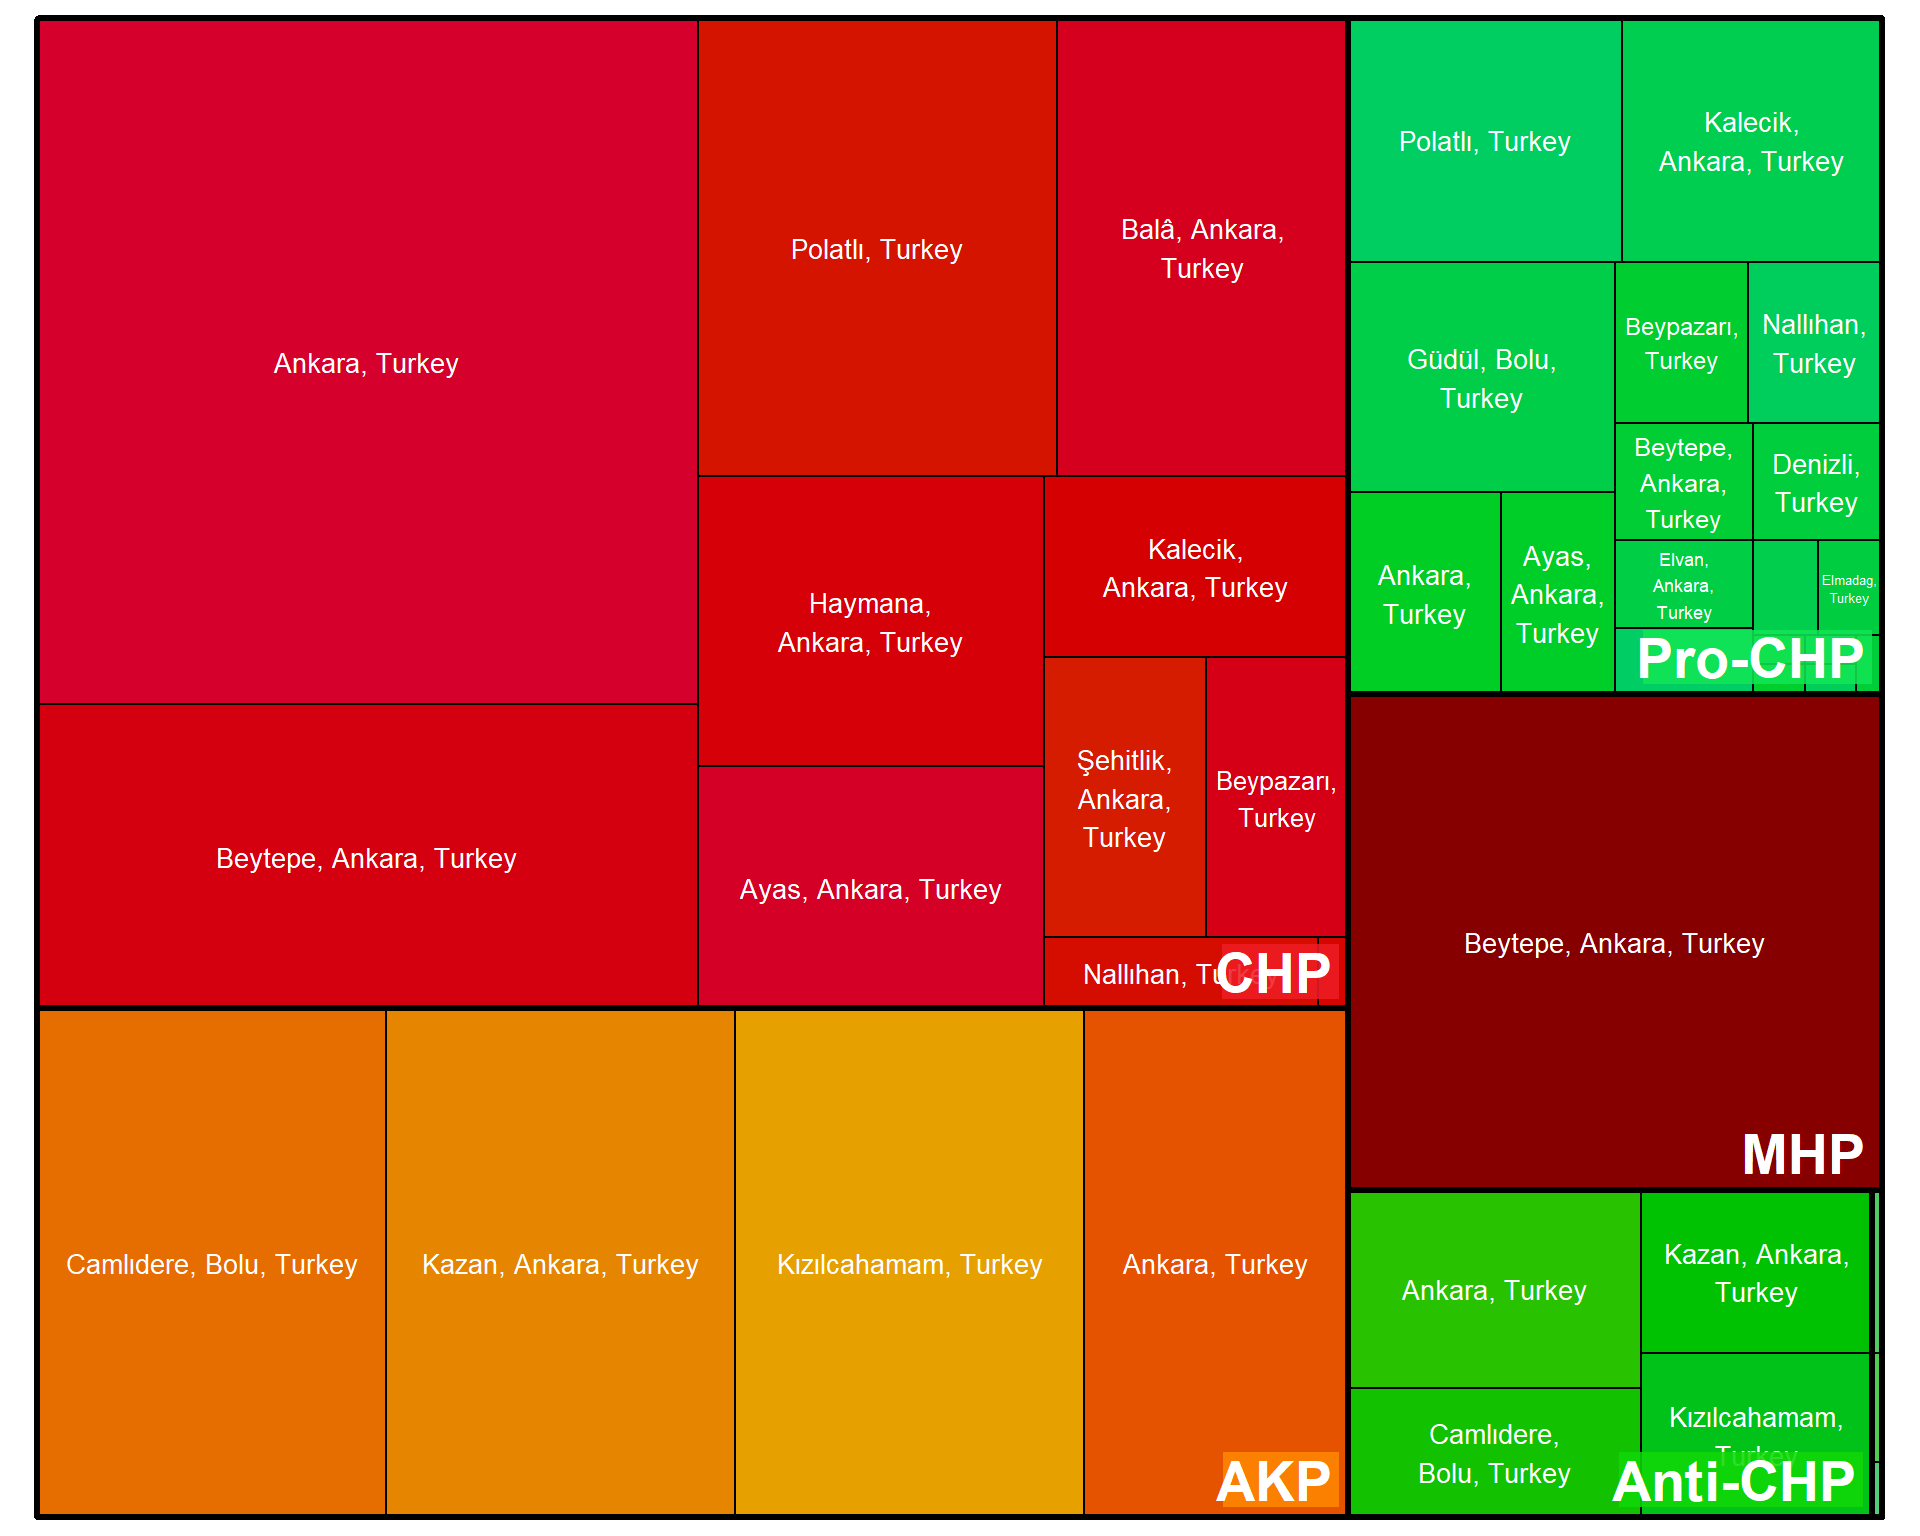 Ankara, Turkey
Polatlı, Turkey
Balâ, Ankara,
Turkey
Haymana,
Ankara, Turkey
Kalecik,
Ankara, Turkey
Şehitlik,
Ankara,
Turkey
Beypazarı,
Turkey
Beytepe, Ankara, Turkey
Ayas, Ankara, Turkey
Nallıhan, Turkey
CHP
Polatlı, Turkey
Kalecik,
Ankara, Turkey
Güdül, Bolu,
Turkey
Beypazarı,
Turkey
Nallıhan,
Turkey
Beytepe,
Ankara,
Turkey
Denizli,
Turkey
Ankara,
Turkey
Ayas,
Ankara,
Turkey
Elvan,
Ankara,
Turkey
Elmadag,
Turkey
Pro-CHP
Beytepe, Ankara, Turkey
MHP
Camlıdere, Bolu, Turkey
Kazan, Ankara, Turkey
Kızılcahamam, Turkey
Ankara, Turkey
AKP
Ankara, Turkey
Kazan, Ankara,
Turkey
Camlıdere,
Bolu, Turkey
Kızılcahamam,
Turkey
Anti-CHP